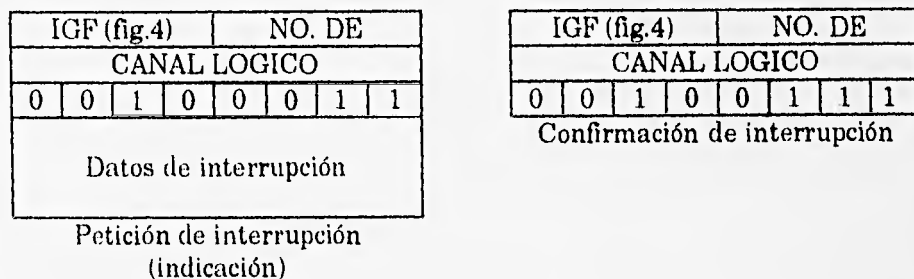 IGF (fig.4) NO. DE
CANAL LOGICO
0 0 1 0 0 0 1 1
Datos de interrupción
Petición de interrupción
(indicación)
IGF (fig.4) NO. DE
CANAL LOGICO
0 0 1 0 0 1 1 1
Confirmación de interrupción